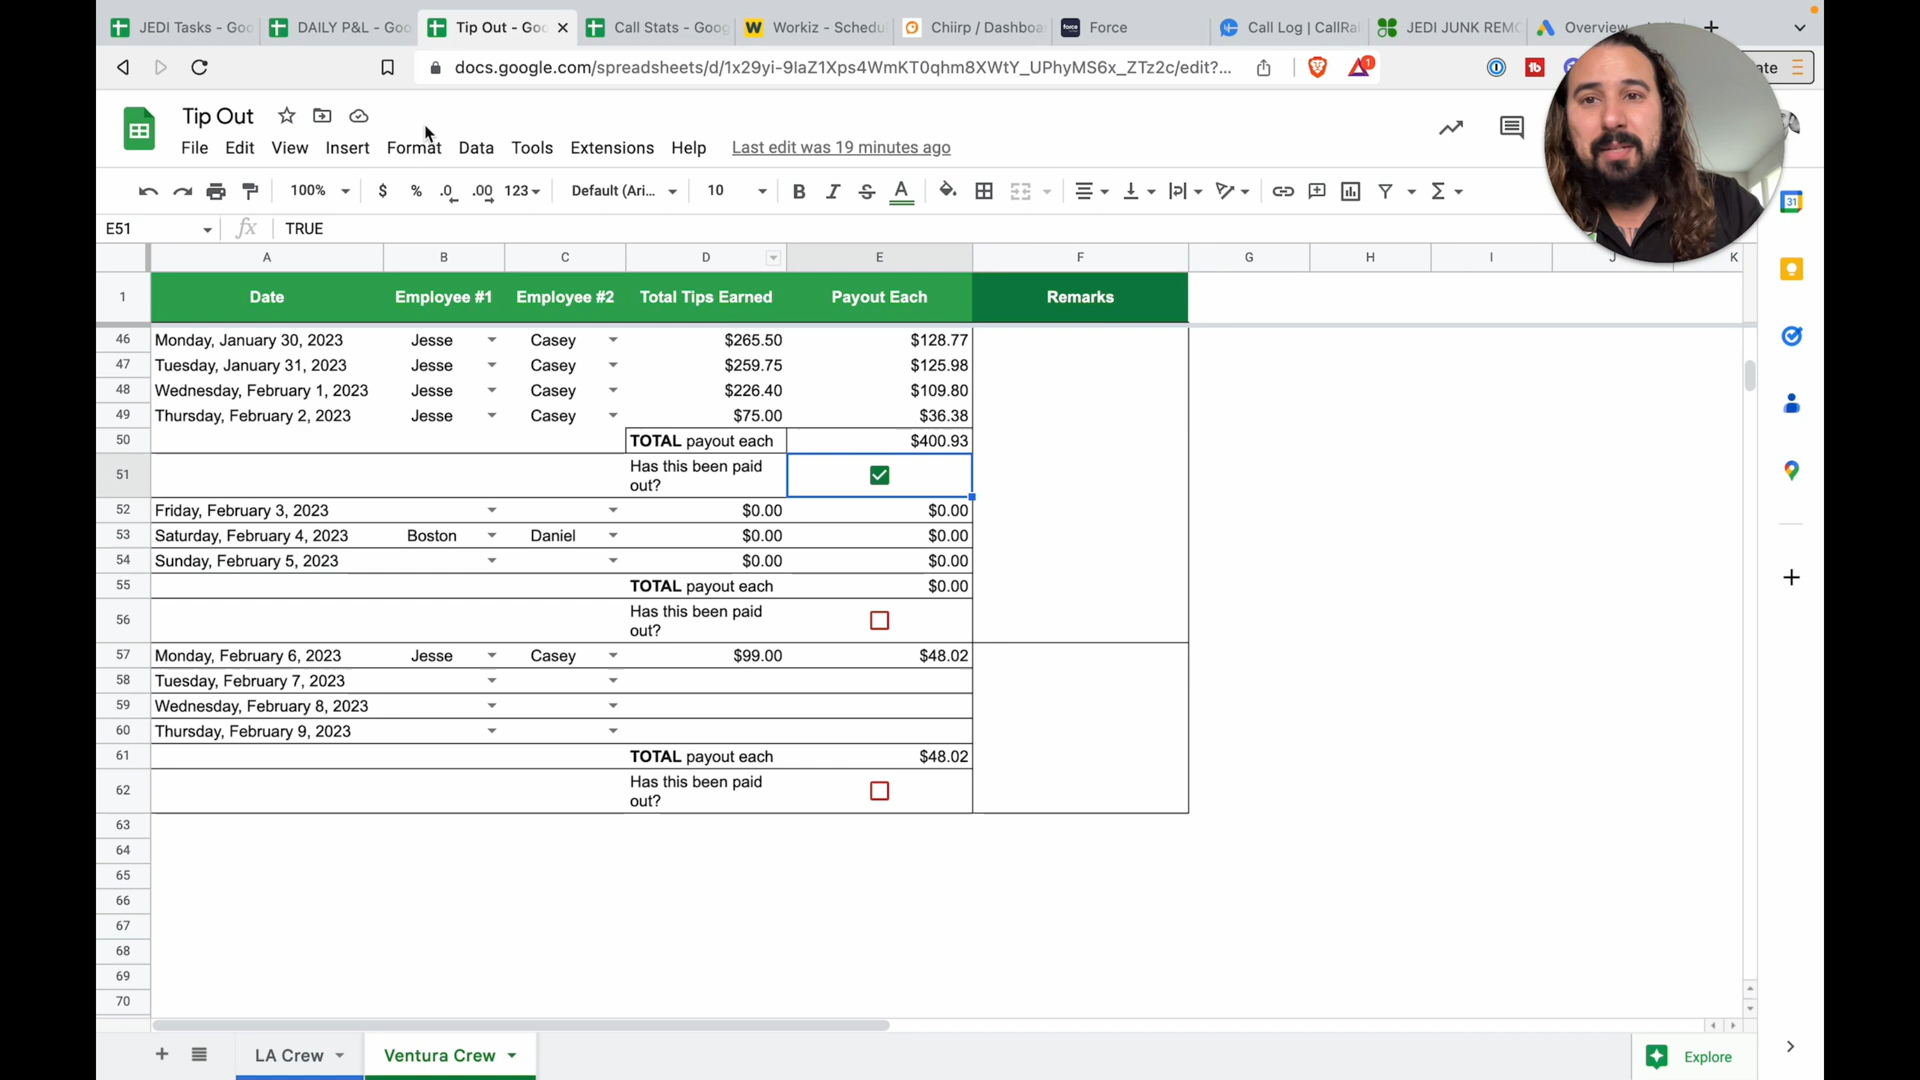 JEDI Tasks - Goo
DAILY P&L - Goo
Tip Out - Goo
Call Stats - Goog
Workiz - Schedu
Chiirp / Dashboa
Force
Call Log | CallRai
JEDI JUNK REMO
Overview
docs.google.com/spreadsheets/d/1x29yi-9laZ1Xps4WmKT0qhm8XWtY_UPhyMS6x_ZTz2c/edit?...
Tip Out
File Edit View Insert Format Data Tools Extensions Help Last edit was 19 minutes ago
100% $ % .0 .00 123 Default (Ari... 10 B I S A
E51 fx TRUE
A B C D E F G H I J K
1 Date Employee #1 Employee #2 Total Tips Earned Payout Each Remarks
46 Monday, January 30, 2023 Jesse Casey $265.50 $128.77
47 Tuesday, January 31, 2023 Jesse Casey $259.75 $125.98
48 Wednesday, February 1, 2023 Jesse Casey $226.40 $109.80
49 Thursday, February 2, 2023 Jesse Casey $75.00 $36.38
50 TOTAL payout each $400.93
51 Has this been paid out?
52 Friday, February 3, 2023 $0.00 $0.00
53 Saturday, February 4, 2023 Boston Daniel $0.00 $0.00
54 Sunday, February 5, 2023 $0.00 $0.00
55 TOTAL payout each $0.00
56 Has this been paid out?
57 Monday, February 6, 2023 Jesse Casey $99.00 $48.02
58 Tuesday, February 7, 2023
59 Wednesday, February 8, 2023
60 Thursday, February 9, 2023
61 TOTAL payout each $48.02
62 Has this been paid out?
63
64
65
66
67
68
69
70
LA Crew
Ventura Crew
Explore